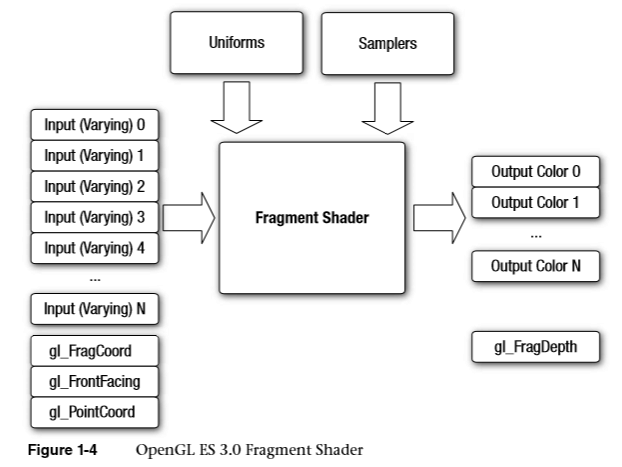 Uniforms
Samplers
Input (Varying) 0
Input (Varying) 1
Input (Varying) 2
Input (Varying) 3
Input (Varying) 4
...
Input (Varying) N
gl_FragCoord
gl_FrontFacing
gl_PointCoord
Fragment Shader
Output Color 0
Output Color 1
...
Output Color N
gl_FragDepth
Figure 1-4 OpenGL ES 3.0 Fragment Shader